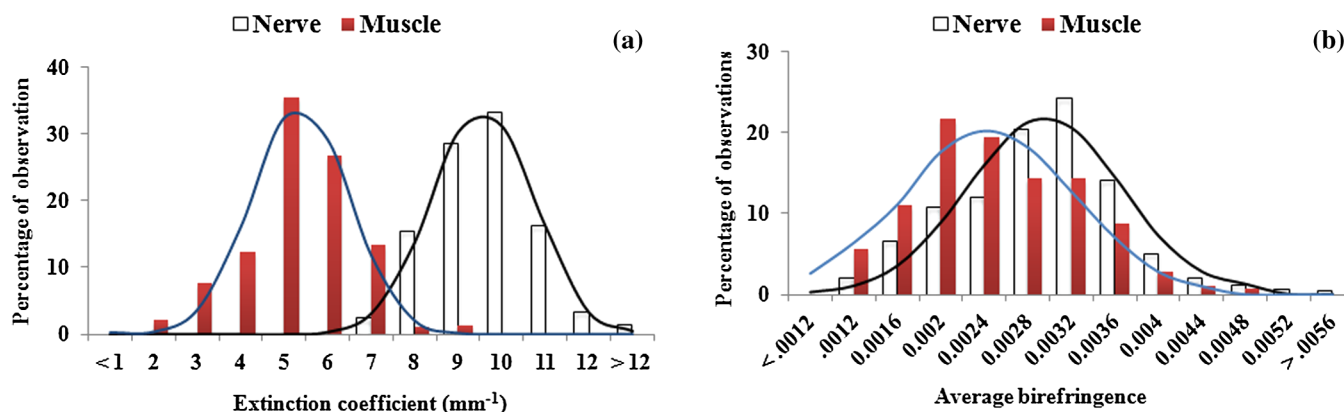 Nerve Muscle
(a)
Percentage of observation
40
30
20
10
0
< 1 2 3 4 5 6 7 8 9 10 11 12 > 12
Extinction coefficient (mm⁻¹)
Nerve Muscle
(b)
Percentage of observations
30
20
10
0
< .0012 .0012 0.0016 0.002 0.0024 0.0028 0.0032 0.0036 0.004 0.0044 0.0048 0.0052 > .0056
Average birefringence